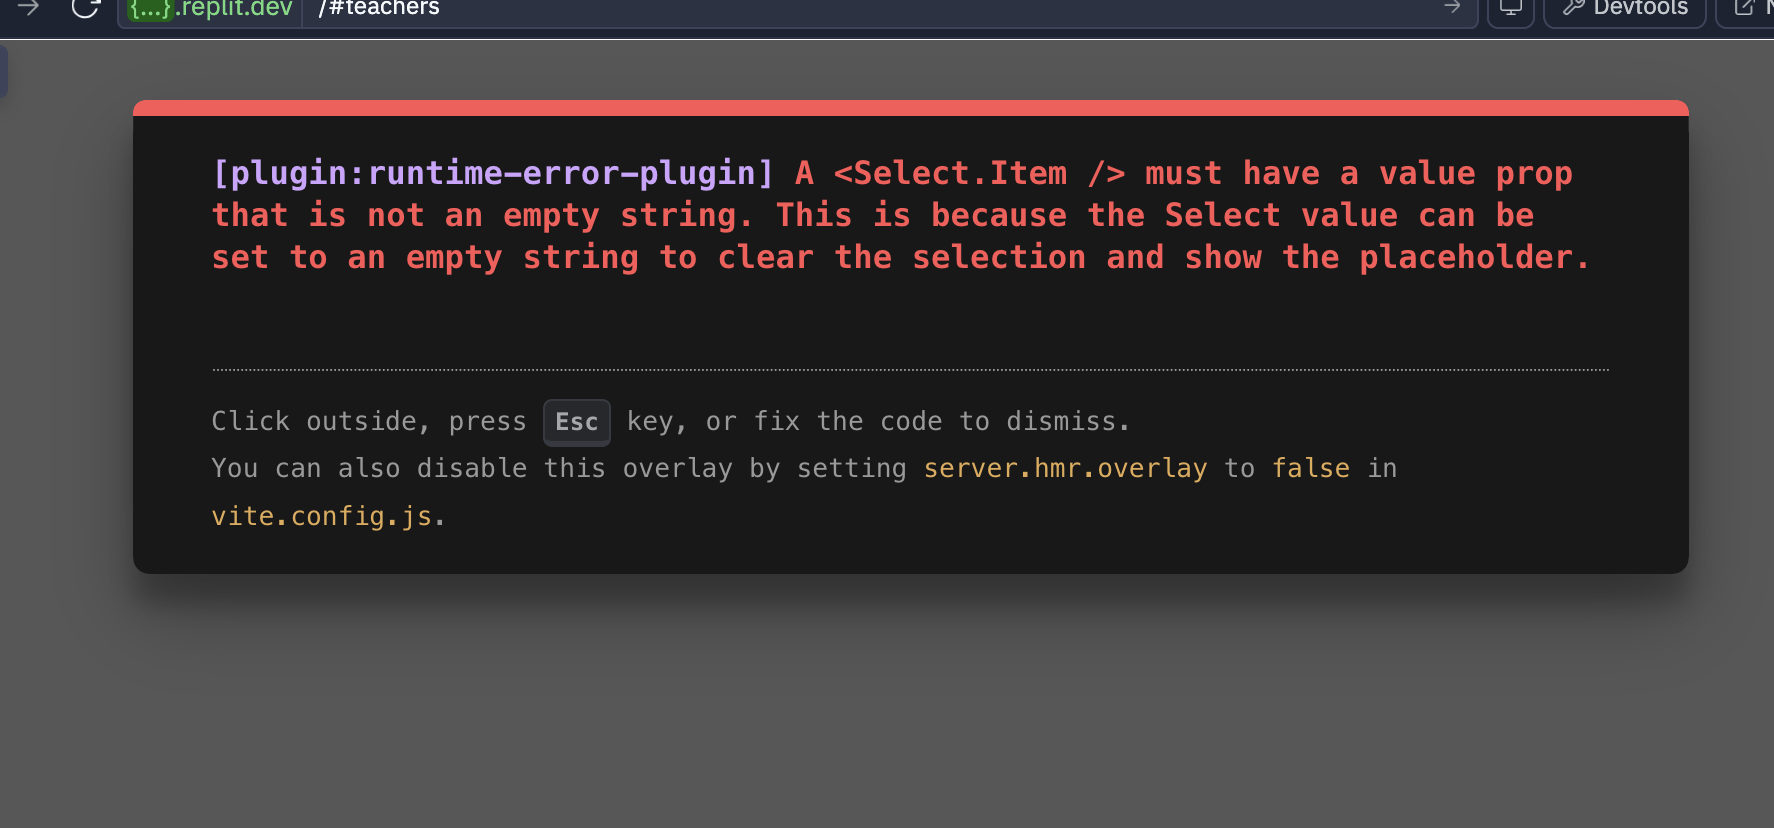 {...}.replit.dev /#teachers Devtools
[plugin:runtime-error-plugin] A <Select.Item /> must have a value prop
that is not an empty string. This is because the Select value can be
set to an empty string to clear the selection and show the placeholder.
Click outside, press Esc key, or fix the code to dismiss.
You can also disable this overlay by setting server.hmr.overlay to false in
vite.config.js.